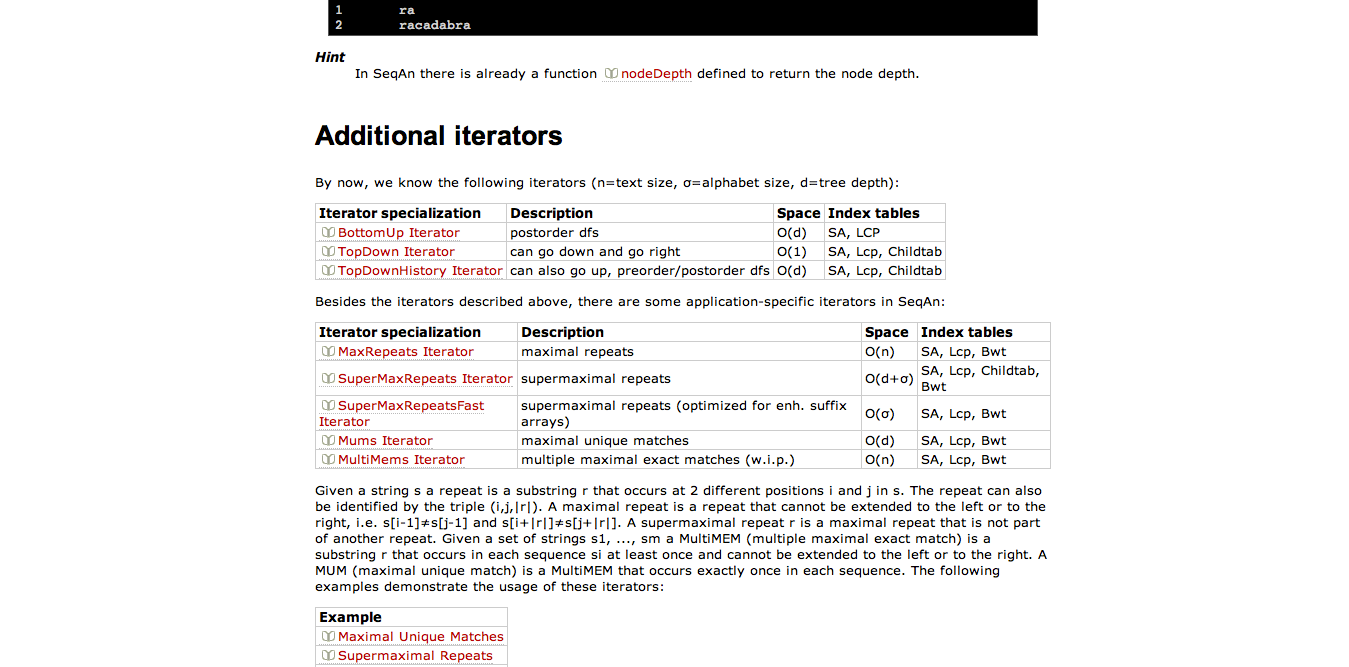 1 ra
2 racadabra
Hint
In SeqAn there is already a function nodeDepth defined to return the node depth.
Additional iterators
By now, we know the following iterators (n=text size, σ=alphabet size, d=tree depth):
Iterator specialization Description Space Index tables
BottomUp Iterator postorder dfs O(d) SA, LCP
TopDown Iterator can go down and go right O(1) SA, Lcp, Childtab
TopDownHistory Iterator can also go up, preorder/postorder dfs O(d) SA, Lcp, Childtab
Besides the iterators described above, there are some application-specific iterators in SeqAn:
Iterator specialization Description Space Index tables
MaxRepeats Iterator maximal repeats O(n) SA, Lcp, Bwt
SuperMaxRepeats Iterator supermaximal repeats O(d+σ) SA, Lcp, Childtab,
Bwt
SuperMaxRepeatsFast
Iterator
supermaximal repeats (optimized for enh. suffix
arrays)
O(σ) SA, Lcp, Bwt
Mums Iterator maximal unique matches O(d) SA, Lcp, Bwt
MultiMems Iterator multiple maximal exact matches (w.i.p.) O(n) SA, Lcp, Bwt
Given a string s a repeat is a substring r that occurs at 2 different positions i and j in s. The repeat can also
be identified by the triple (i,j,|r|). A maximal repeat is a repeat that cannot be extended to the left or to the
right, i.e. s[i-1]≠s[j-1] and s[i+|r|]≠s[j+|r|]. A supermaximal repeat r is a maximal repeat that is not part
of another repeat. Given a set of strings s1, ..., sm a MultiMEM (multiple maximal exact match) is a
substring r that occurs in each sequence si at least once and cannot be extended to the left or to the right. A
MUM (maximal unique match) is a MultiMEM that occurs exactly once in each sequence. The following
examples demonstrate the usage of these iterators:
Example
Maximal Unique Matches
Supermaximal Repeats